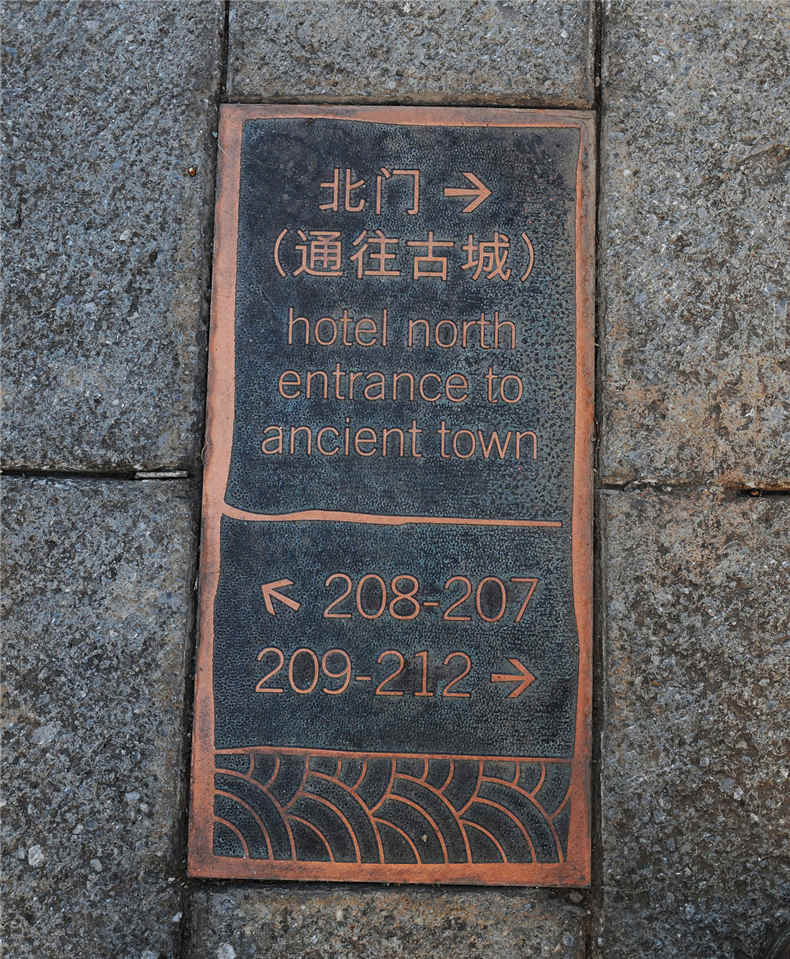 北门 →
（通往古城）
hotel north
entrance to
ancient town
↖ 208-207
209-212 →